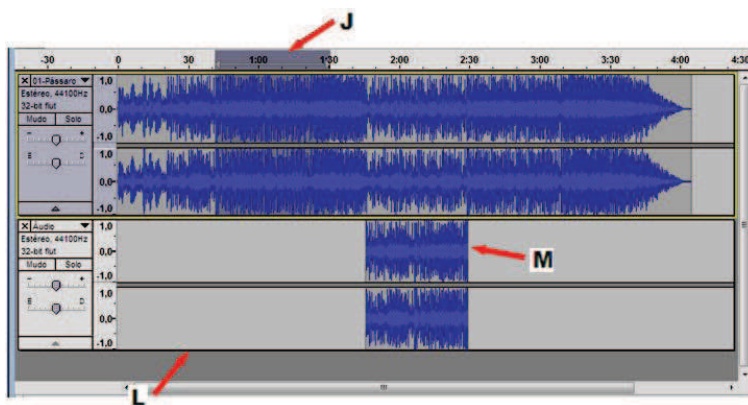 J
-30 0 30 1:00 1:30 2:00 2:30 3:00 3:30 4:00 4:30
X 01-Pássaro ▼
Estéreo, 44100Hz
32-bit flut
Mudo Solo
- +
E D
1,0
0,0
-1,0
1,0
0,0
-1,0
X Áudio ▼
Estéreo, 44100Hz
32-bit flut
Mudo Solo
- +
E D
1,0
0,0
-1,0
1,0
0,0
-1,0
M
L